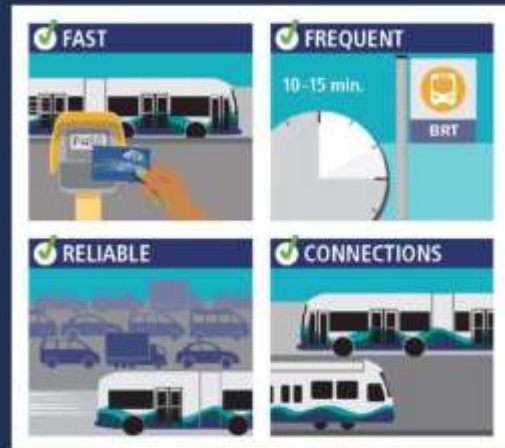 FAST
FREQUENT
10-15 min.
BRT
RELIABLE
CONNECTIONS